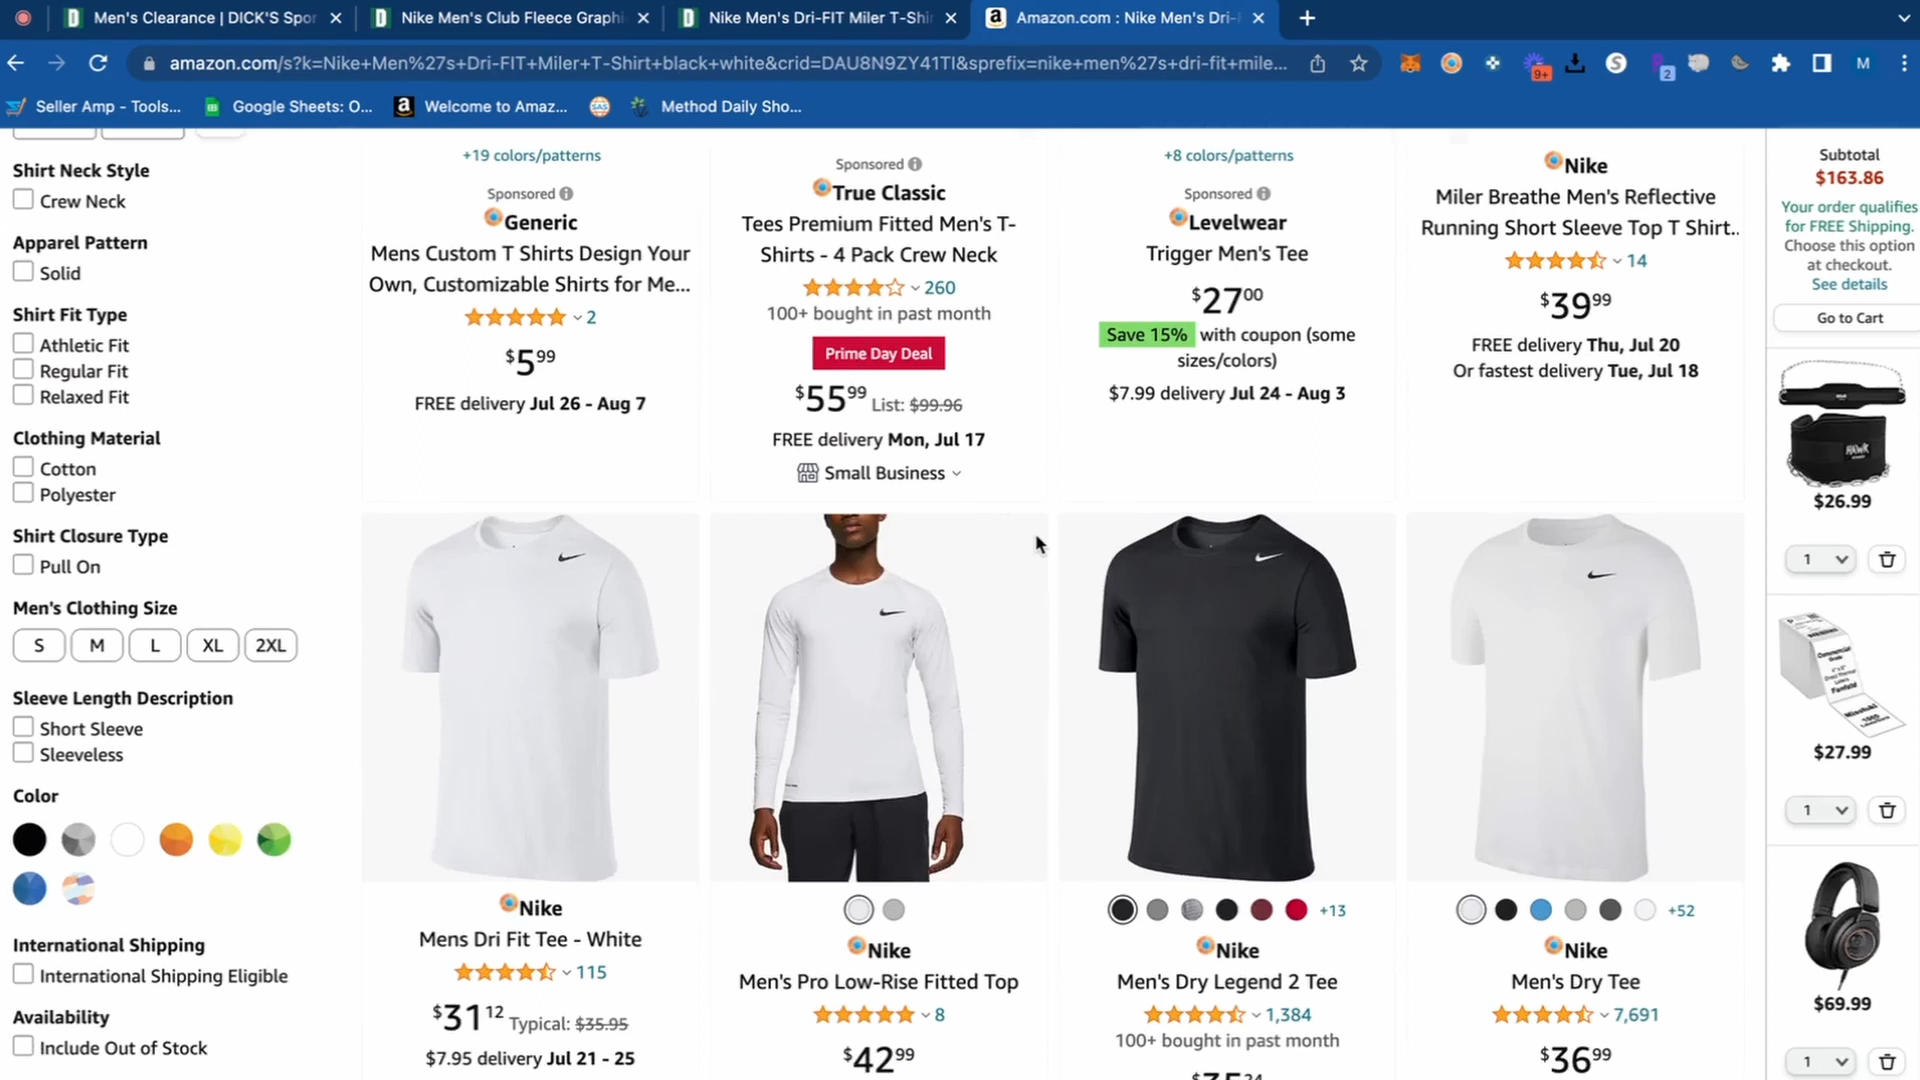 Men's Clearance | DICK'S Spor
Nike Men's Club Fleece Graphi
Nike Men's Dri-FIT Miler T-Shir
Amazon.com : Nike Men's Dri-F
amazon.com/s?k=Nike+Men%27s+Dri-FIT+Miler+T-Shirt+black+white&crid=DAU8N9ZY41TI&sprefix=nike+men%27s+dri-fit+mile...
9+
2
M
Seller Amp - Tools...
Google Sheets: O...
Welcome to Amaz...
Method Daily Sho...
Shirt Neck Style
Crew Neck
Apparel Pattern
Solid
Shirt Fit Type
Athletic Fit
Regular Fit
Relaxed Fit
Clothing Material
Cotton
Polyester
Shirt Closure Type
Pull On
Men's Clothing Size
S M L XL 2XL
Sleeve Length Description
Short Sleeve
Sleeveless
Color
International Shipping
International Shipping Eligible
Availability
Include Out of Stock
+19 colors/patterns
Sponsored
Generic
Mens Custom T Shirts Design Your
Own, Customizable Shirts for Me...
2
$5.99
FREE delivery Jul 26 - Aug 7
Sponsored
True Classic
Tees Premium Fitted Men's T-
Shirts - 4 Pack Crew Neck
260
100+ bought in past month
Prime Day Deal
$55.99 List: $99.96
FREE delivery Mon, Jul 17
Small Business
+8 colors/patterns
Sponsored
Levelwear
Trigger Men's Tee
$27.00
Save 15% with coupon (some
sizes/colors)
$7.99 delivery Jul 24 - Aug 3
Nike
Miler Breathe Men's Reflective
Running Short Sleeve Top T Shirt..
14
$39.99
FREE delivery Thu, Jul 20
Or fastest delivery Tue, Jul 18
Nike
Mens Dri Fit Tee - White
115
$31.12 Typical: $35.95
$7.95 delivery Jul 21 - 25
Nike
Men's Pro Low-Rise Fitted Top
8
$42.99
+13
Nike
Men's Dry Legend 2 Tee
1,384
100+ bought in past month
+52
Nike
Men's Dry Tee
7,691
$36.99
Subtotal
$163.86
Your order qualifies
for FREE Shipping.
Choose this option
at checkout.
See details
Go to Cart
HAWK
$26.99
1
$27.99
1
$69.99
1